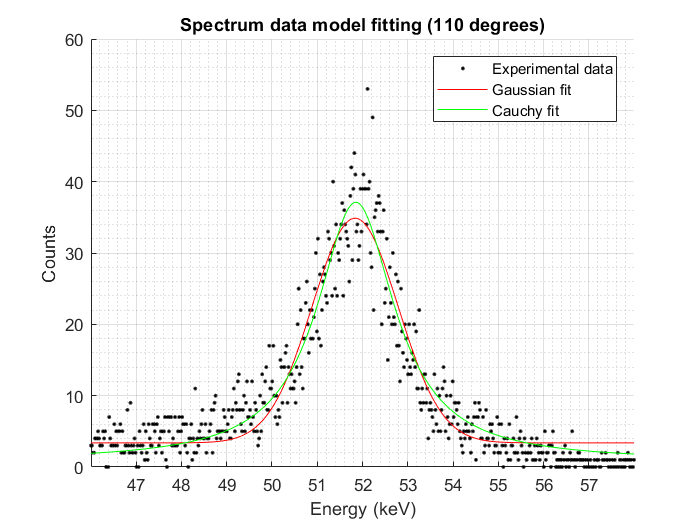 Spectrum data model fitting (110 degrees)
60
50
40
30
20
10
0
Counts
Experimental data
Gaussian fit
Cauchy fit
47 48 49 50 51 52 53 54 55 56 57
Energy (keV)